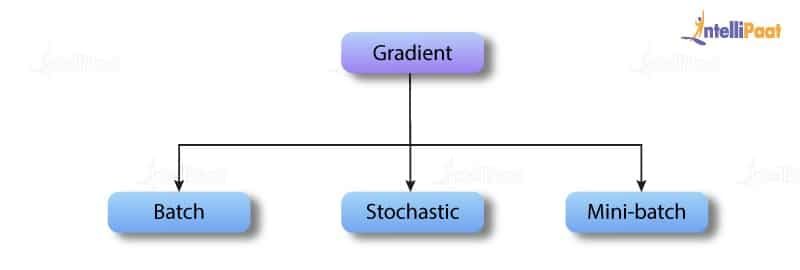 IntelliPaat
Gradient
Batch
Stochastic
Mini-batch